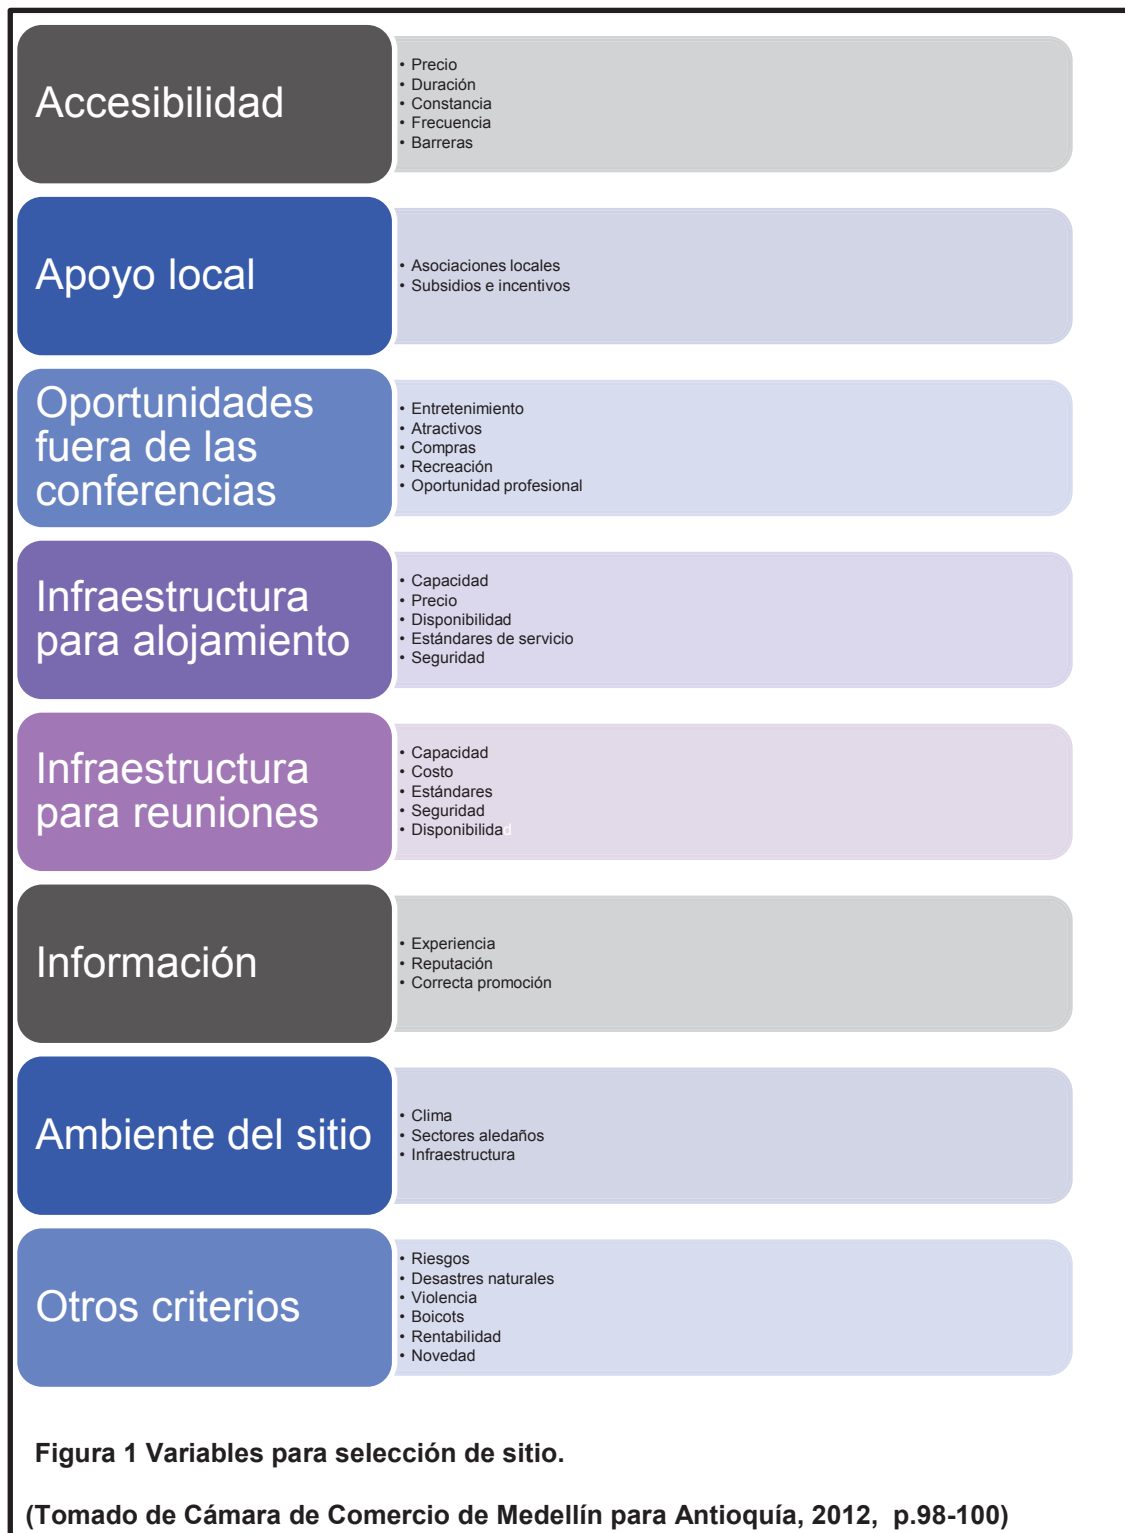 Accesibilidad
• Precio
• Duración
• Constancia
• Frecuencia
• Barreras
Apoyo local
• Asociaciones locales
• Subsidios e incentivos
Oportunidades
fuera de las
conferencias
• Entretenimiento
• Atractivos
• Compras
• Recreación
• Oportunidad profesional
Infraestructura
para alojamiento
• Capacidad
• Precio
• Disponibilidad
• Estándares de servicio
• Seguridad
Infraestructura
para reuniones
• Capacidad
• Costo
• Estándares
• Seguridad
• Disponibilidad
Información
• Experiencia
• Reputación
• Correcta promoción
Ambiente del sitio
• Clima
• Sectores aledaños
• Infraestructura
Otros criterios
• Riesgos
• Desastres naturales
• Violencia
• Boicots
• Rentabilidad
• Novedad
Figura 1 Variables para selección de sitio.
(Tomado de Cámara de Comercio de Medellín para Antioquía, 2012, p.98-100)